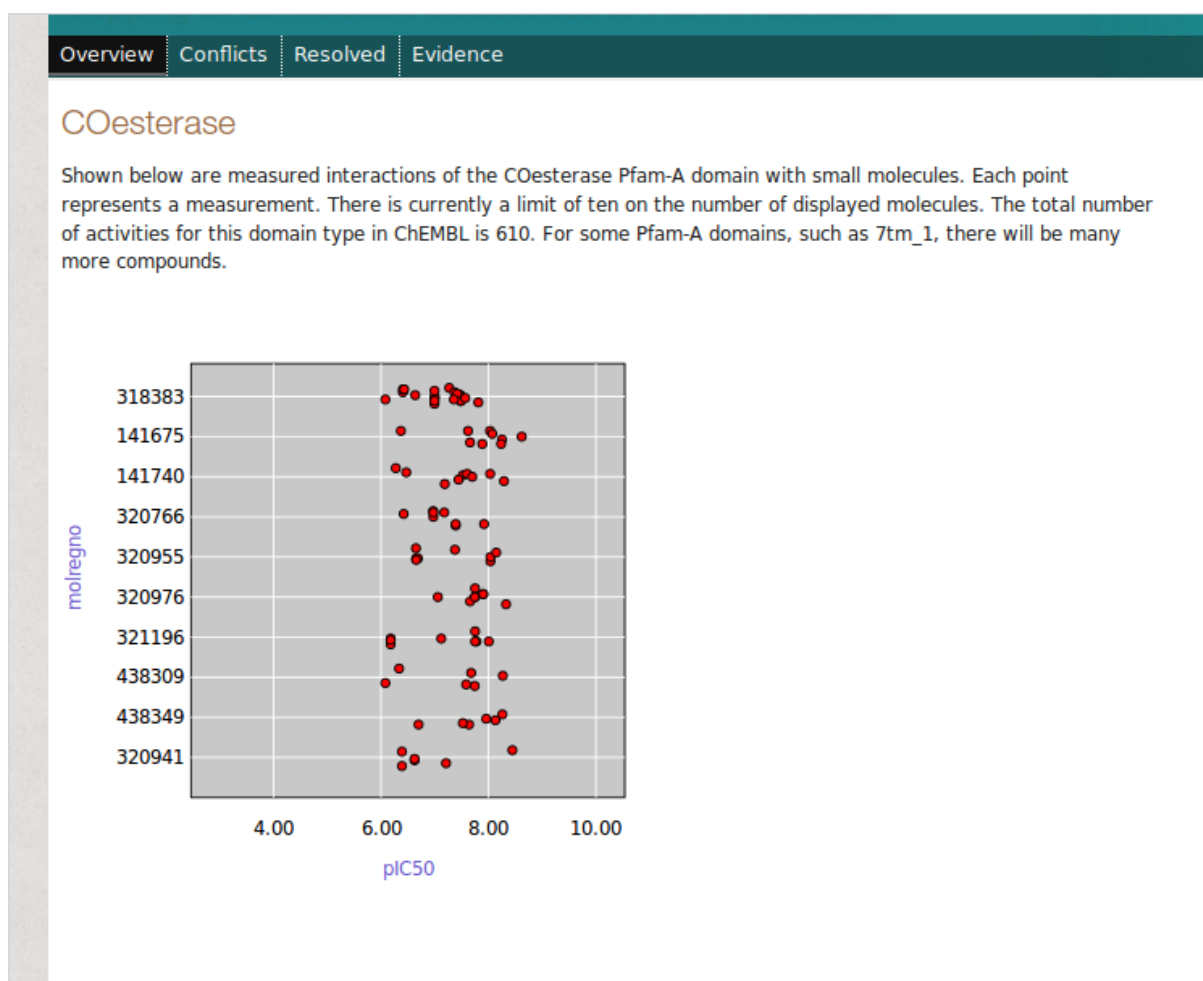 Overview Conflicts Resolved Evidence
COesterase
Shown below are measured interactions of the COesterase Pfam-A domain with small molecules. Each point
represents a measurement. There is currently a limit of ten on the number of displayed molecules. The total number
of activities for this domain type in ChEMBL is 610. For some Pfam-A domains, such as 7tm_1, there will be many
more compounds.
molregno
318383
141675
141740
320766
320955
320976
321196
438309
438349
320941
4.00 6.00 8.00 10.00
pIC50